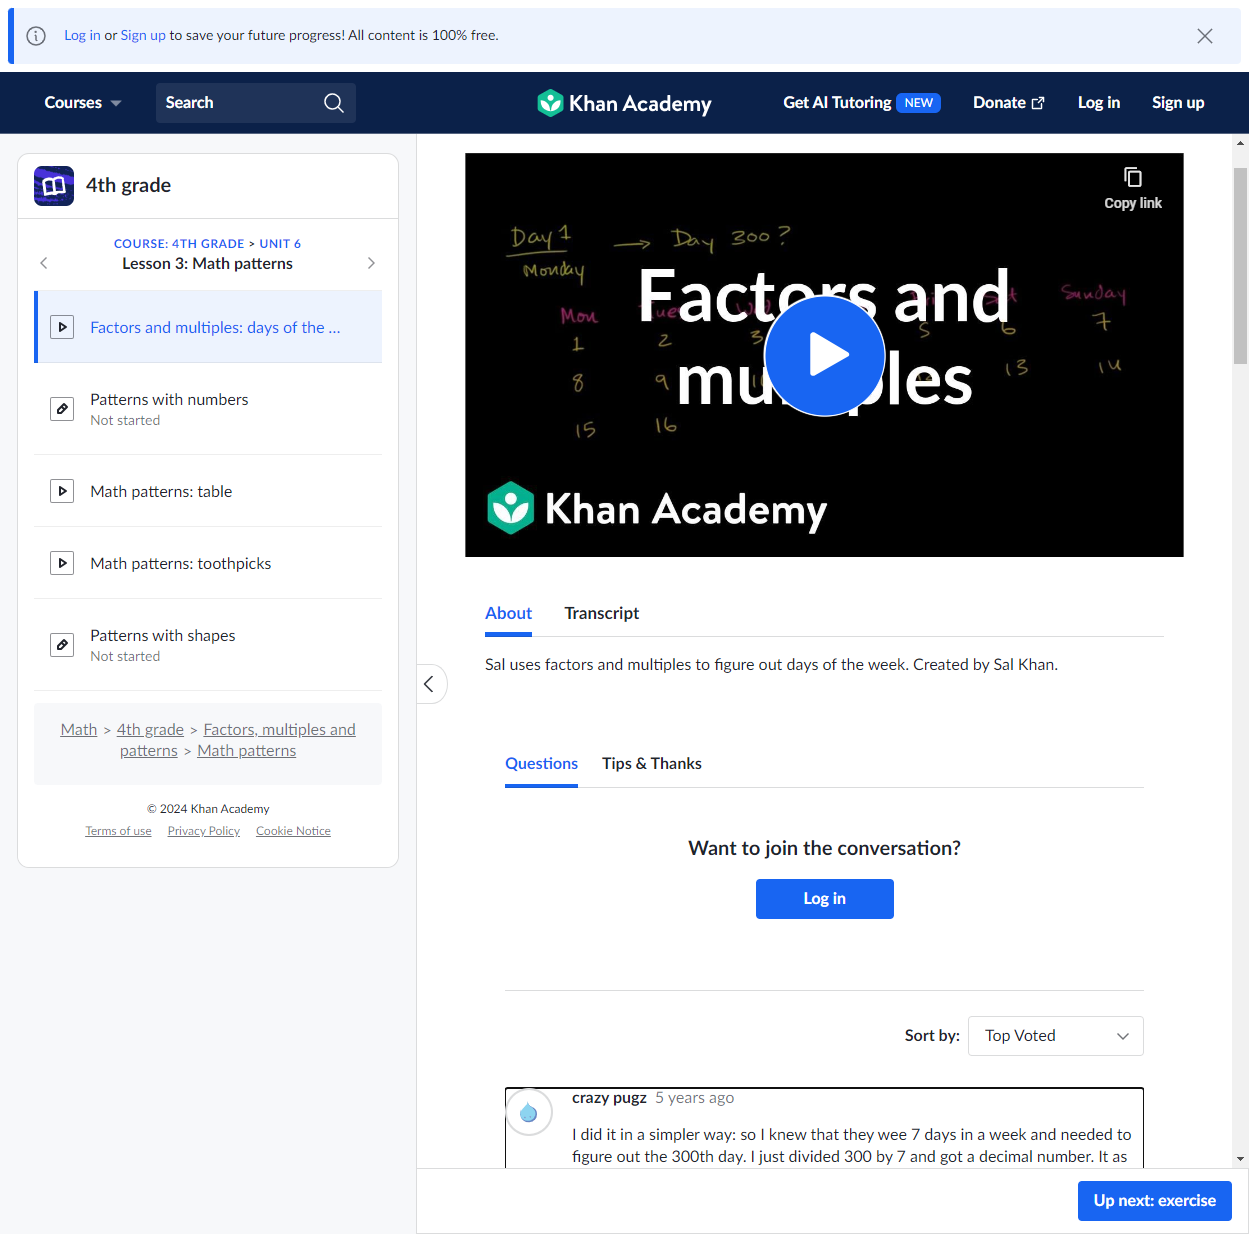 Log in or Sign up to save your future progress! All content is 100% free.
Courses
Search
Khan Academy
Get AI Tutoring NEW
Donate
Log in
Sign up
4th grade
COURSE: 4TH GRADE > UNIT 6
Lesson 3: Math patterns
Factors and multiples: days of the ...
Patterns with numbers
Not started
Math patterns: table
Math patterns: toothpicks
Patterns with shapes
Not started
Math > 4th grade > Factors, multiples and
patterns > Math patterns
© 2024 Khan Academy
Terms of use Privacy Policy Cookie Notice
Copy link
Day 1 → Day 300?
Monday
Factors and
Mon Sunday
1 2 3 5 6 7
8 9 13 14
15 16
Khan Academy
About Transcript
Sal uses factors and multiples to figure out days of the week. Created by Sal Khan.
Questions Tips & Thanks
Want to join the conversation?
Log in
Sort by: Top Voted
crazy pugz 5 years ago
I did it in a simpler way: so I knew that they wee 7 days in a week and needed to
figure out the 300th day. I just divided 300 by 7 and got a decimal number. It as
Up next: exercise